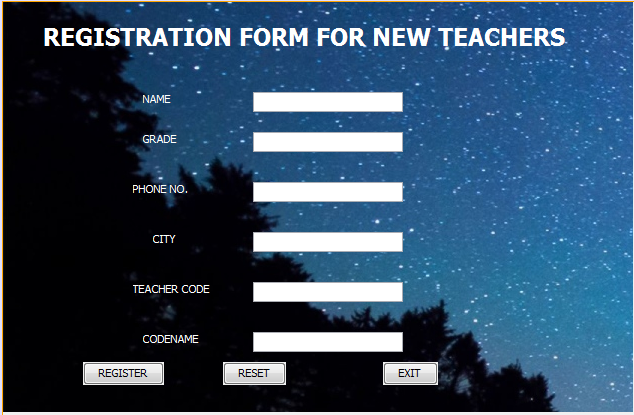 REGISTRATION FORM FOR NEW TEACHERS
NAME
GRADE
PHONE NO.
CITY
TEACHER CODE
CODENAME
REGISTER RESET EXIT